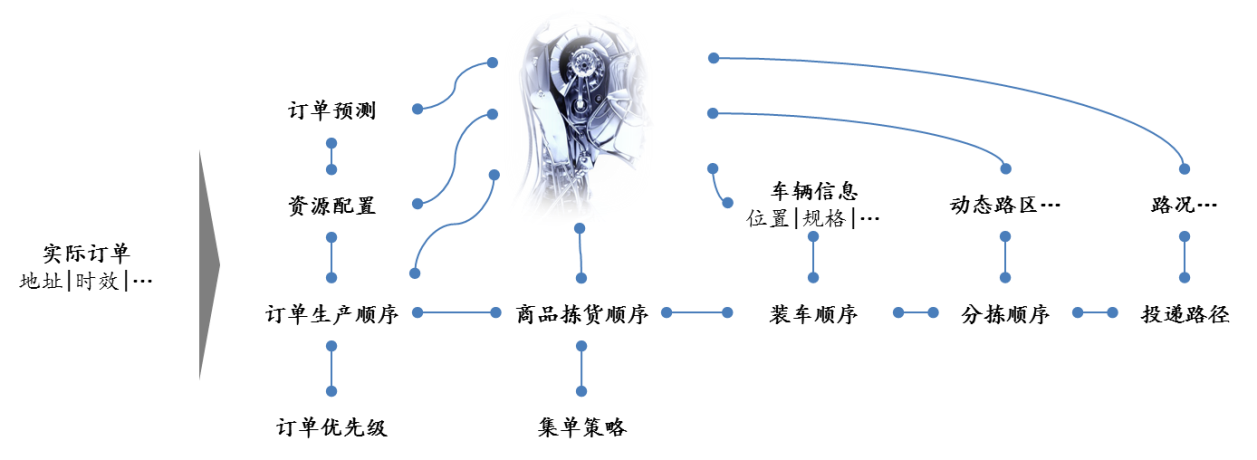 订单预测
资源配置
车辆信息
位置|规格|…
动态路区…
路况…
实际订单
地址|时效|…
订单生产顺序
商品拣货顺序
装车顺序
分拣顺序
投递路径
订单优先级
集单策略